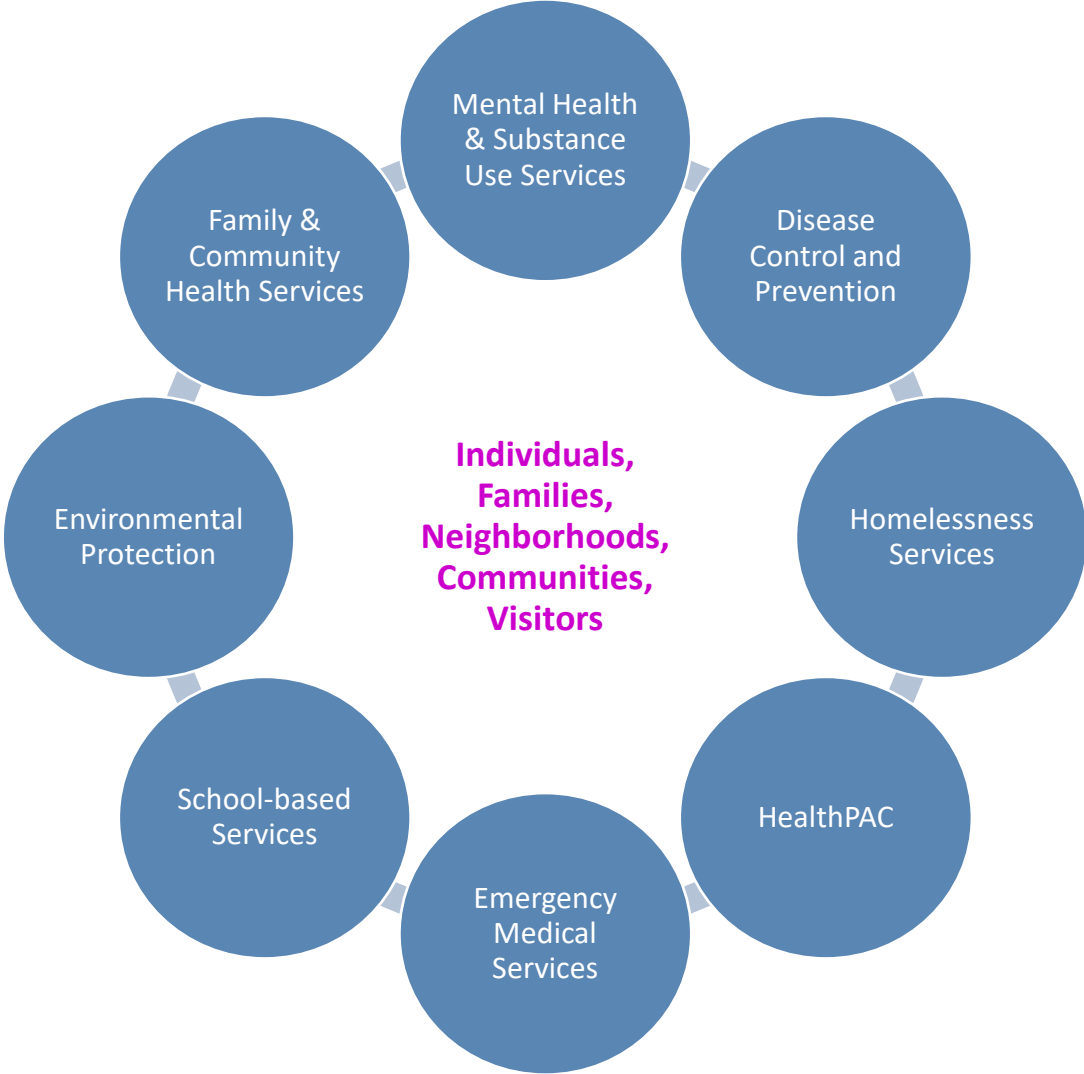 Mental Health
& Substance
Use Services
Disease
Control and
Prevention
Homelessness
Services
HealthPAC
Emergency
Medical
Services
School-based
Services
Environmental
Protection
Family &
Community
Health Services
Individuals,
Families,
Neighborhoods,
Communities,
Visitors